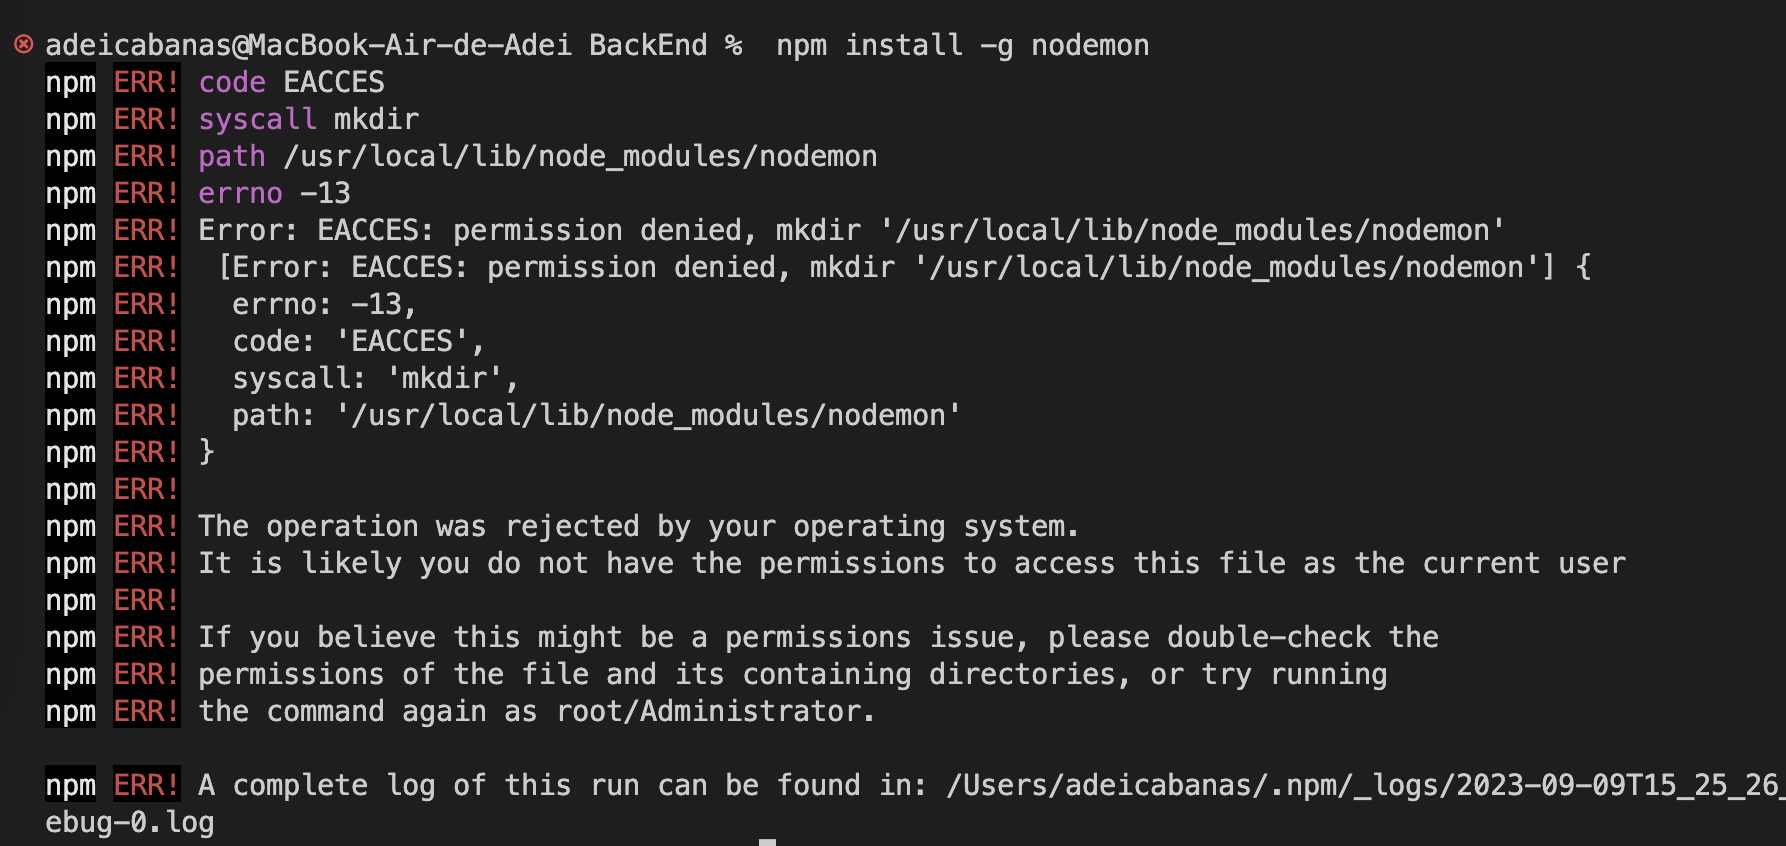 adeicabanas@MacBook-Air-de-Adei BackEnd %  npm install -g nodemon
npm ERR! code EACCES
npm ERR! syscall mkdir
npm ERR! path /usr/local/lib/node_modules/nodemon
npm ERR! errno -13
npm ERR! Error: EACCES: permission denied, mkdir '/usr/local/lib/node_modules/nodemon'
npm ERR!  [Error: EACCES: permission denied, mkdir '/usr/local/lib/node_modules/nodemon'] {
npm ERR!   errno: -13,
npm ERR!   code: 'EACCES',
npm ERR!   syscall: 'mkdir',
npm ERR!   path: '/usr/local/lib/node_modules/nodemon'
npm ERR! }
npm ERR!
npm ERR! The operation was rejected by your operating system.
npm ERR! It is likely you do not have the permissions to access this file as the current user
npm ERR!
npm ERR! If you believe this might be a permissions issue, please double-check the
npm ERR! permissions of the file and its containing directories, or try running
npm ERR! the command again as root/Administrator.
npm ERR! A complete log of this run can be found in: /Users/adeicabanas/.npm/_logs/2023-09-09T15_25_26_
ebug-0.log